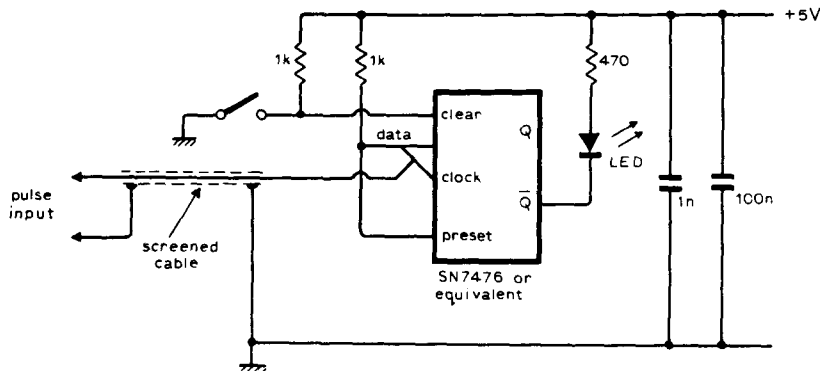 +5V
1k
1k
470
clear
data
Q
LED
pulse
input
clock
Q̅
1n
100n
screened
cable
preset
SN7476 or
equivalent